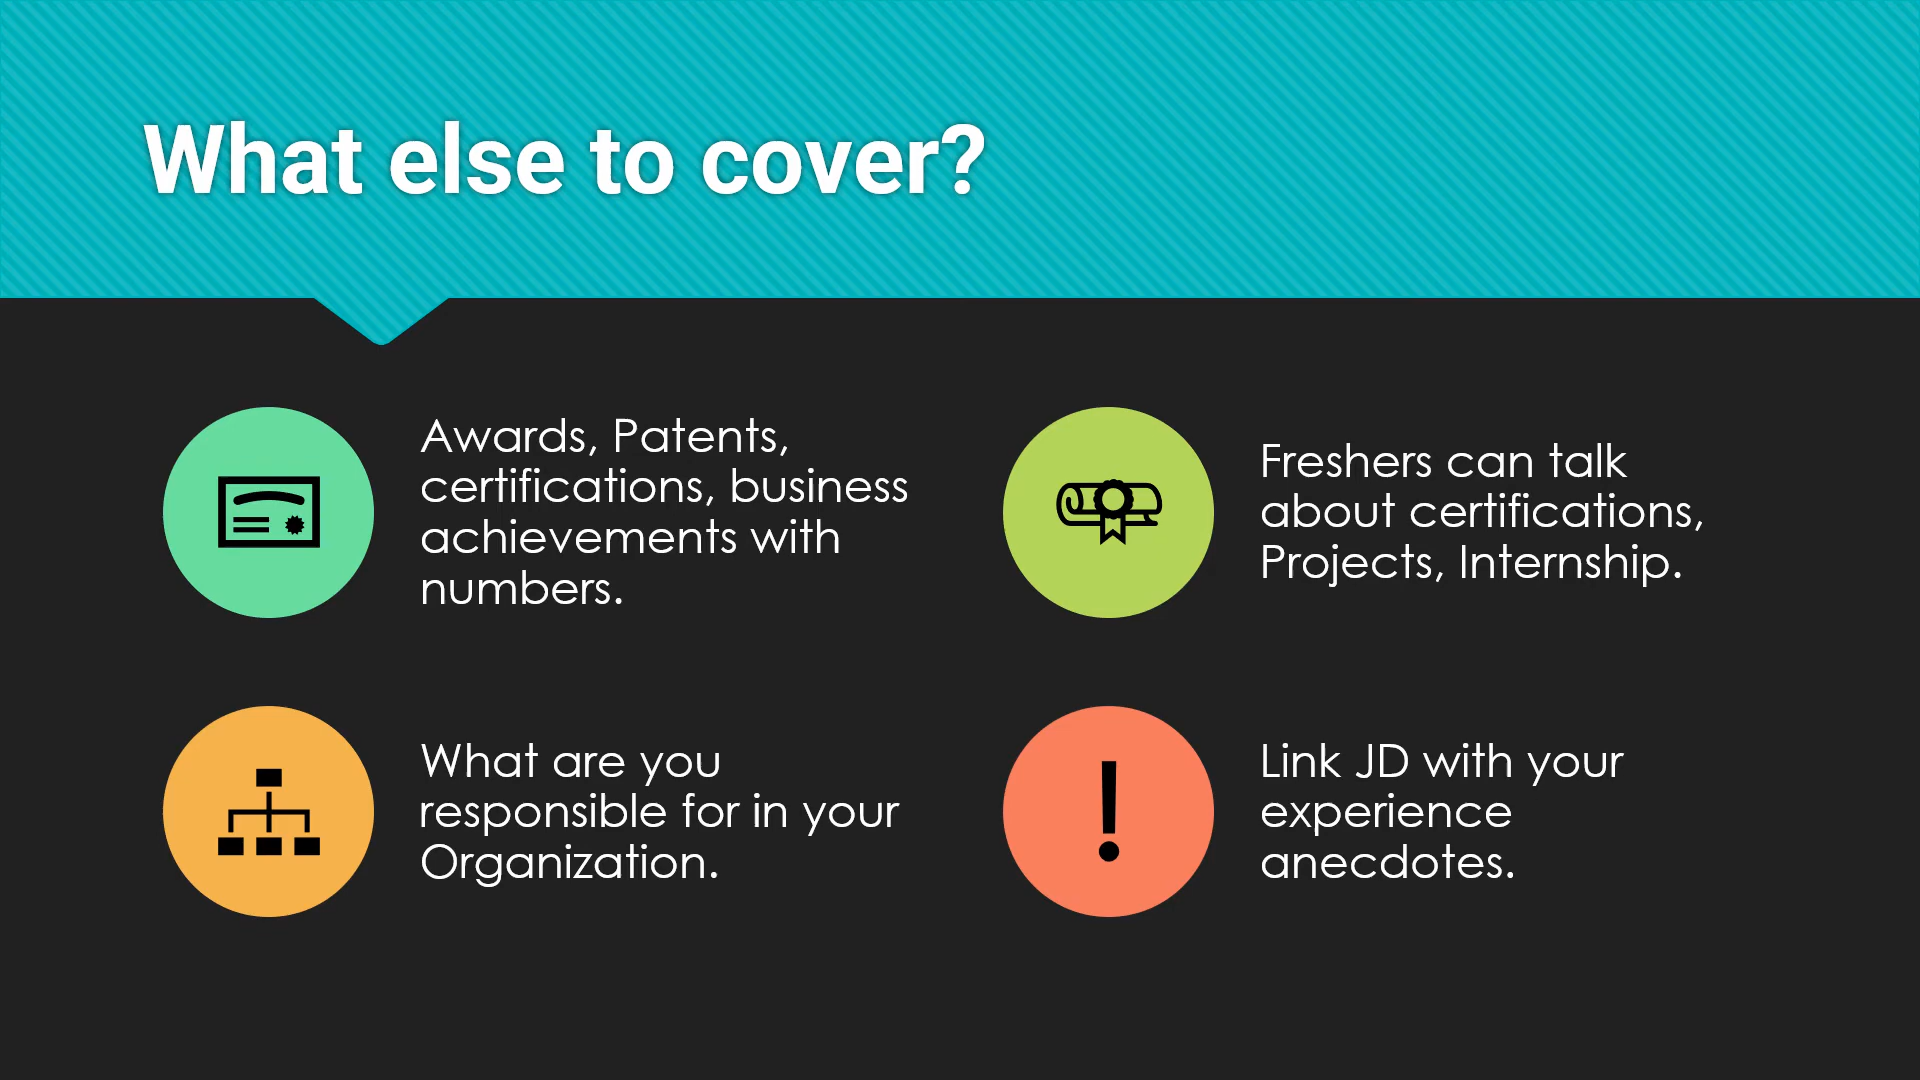 What else to cover?
Awards, Patents,
certifications, business
achievements with
numbers.
Freshers can talk
about certifications,
Projects, Internship.
What are you
responsible for in your
Organization.
Link JD with your
experience
anecdotes.